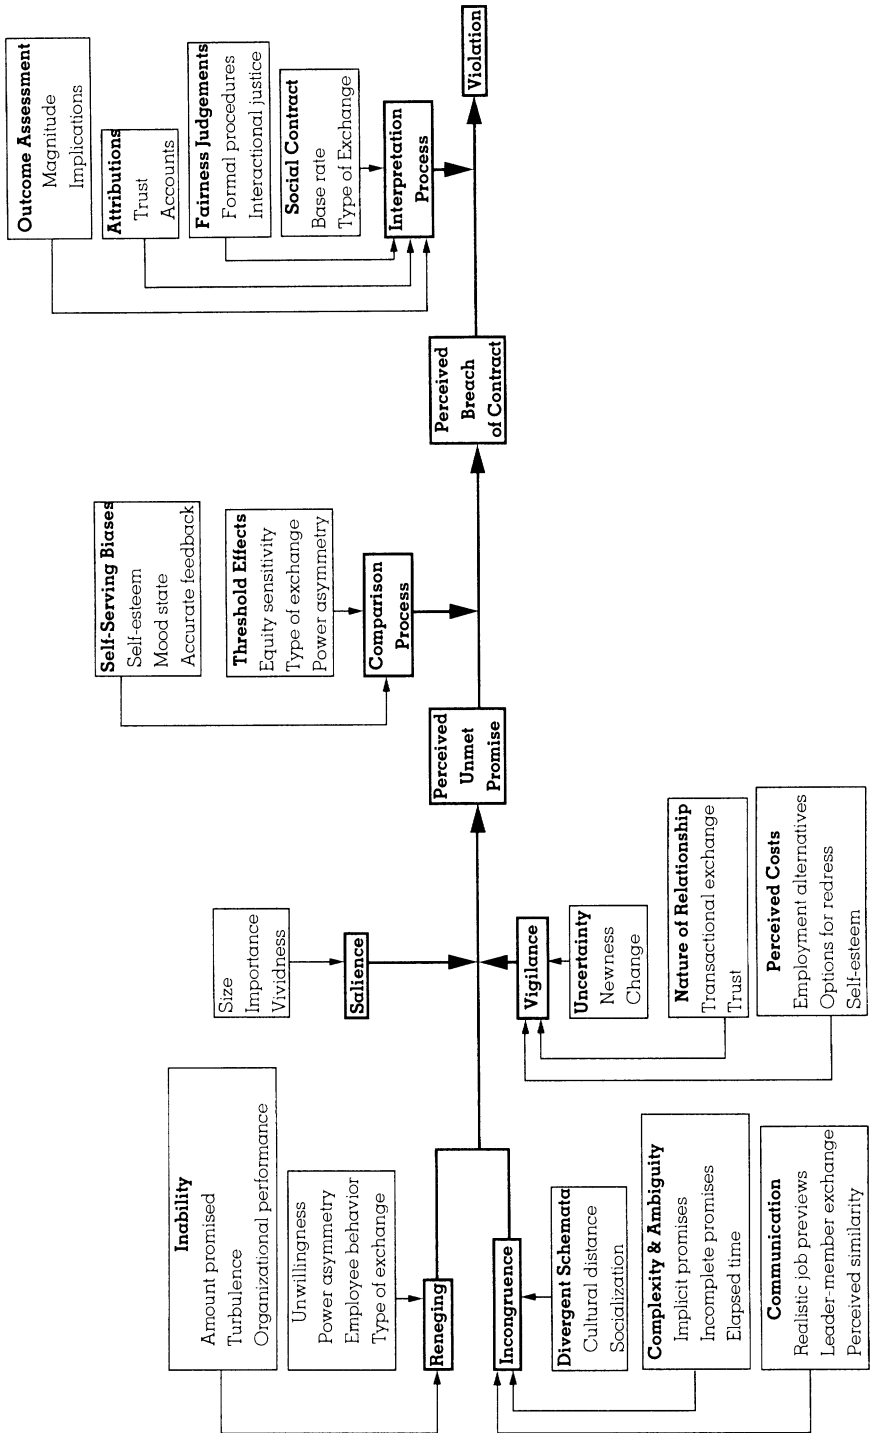 Inability
Amount promised
Turbulence
Organizational performance
Unwillingness
Power asymmetry
Employee behavior
Type of exchange
Reneging
Incongruence
Divergent Schemata
Cultural distance
Socialization
Complexity & Ambiguity
Implicit promises
Incomplete promises
Elapsed time
Communication
Realistic job previews
Leader-member exchange
Perceived similarity
Size
Importance
Vividness
Salience
Vigilance
Uncertainty
Newness
Change
Nature of Relationship
Transactional exchange
Trust
Perceived Costs
Employment alternatives
Options for redress
Self-esteem
Perceived
Unmet
Promise
Self-Serving Biases
Self-esteem
Mood state
Accurate feedback
Threshold Effects
Equity sensitivity
Type of exchange
Power asymmetry
Comparison
Process
Perceived
Breach
of Contract
Outcome Assessment
Magnitude
Implications
Attributions
Trust
Accounts
Fairness Judgements
Formal procedures
Interactional justice
Social Contract
Base rate
Type of Exchange
Interpretation
Process
Violation